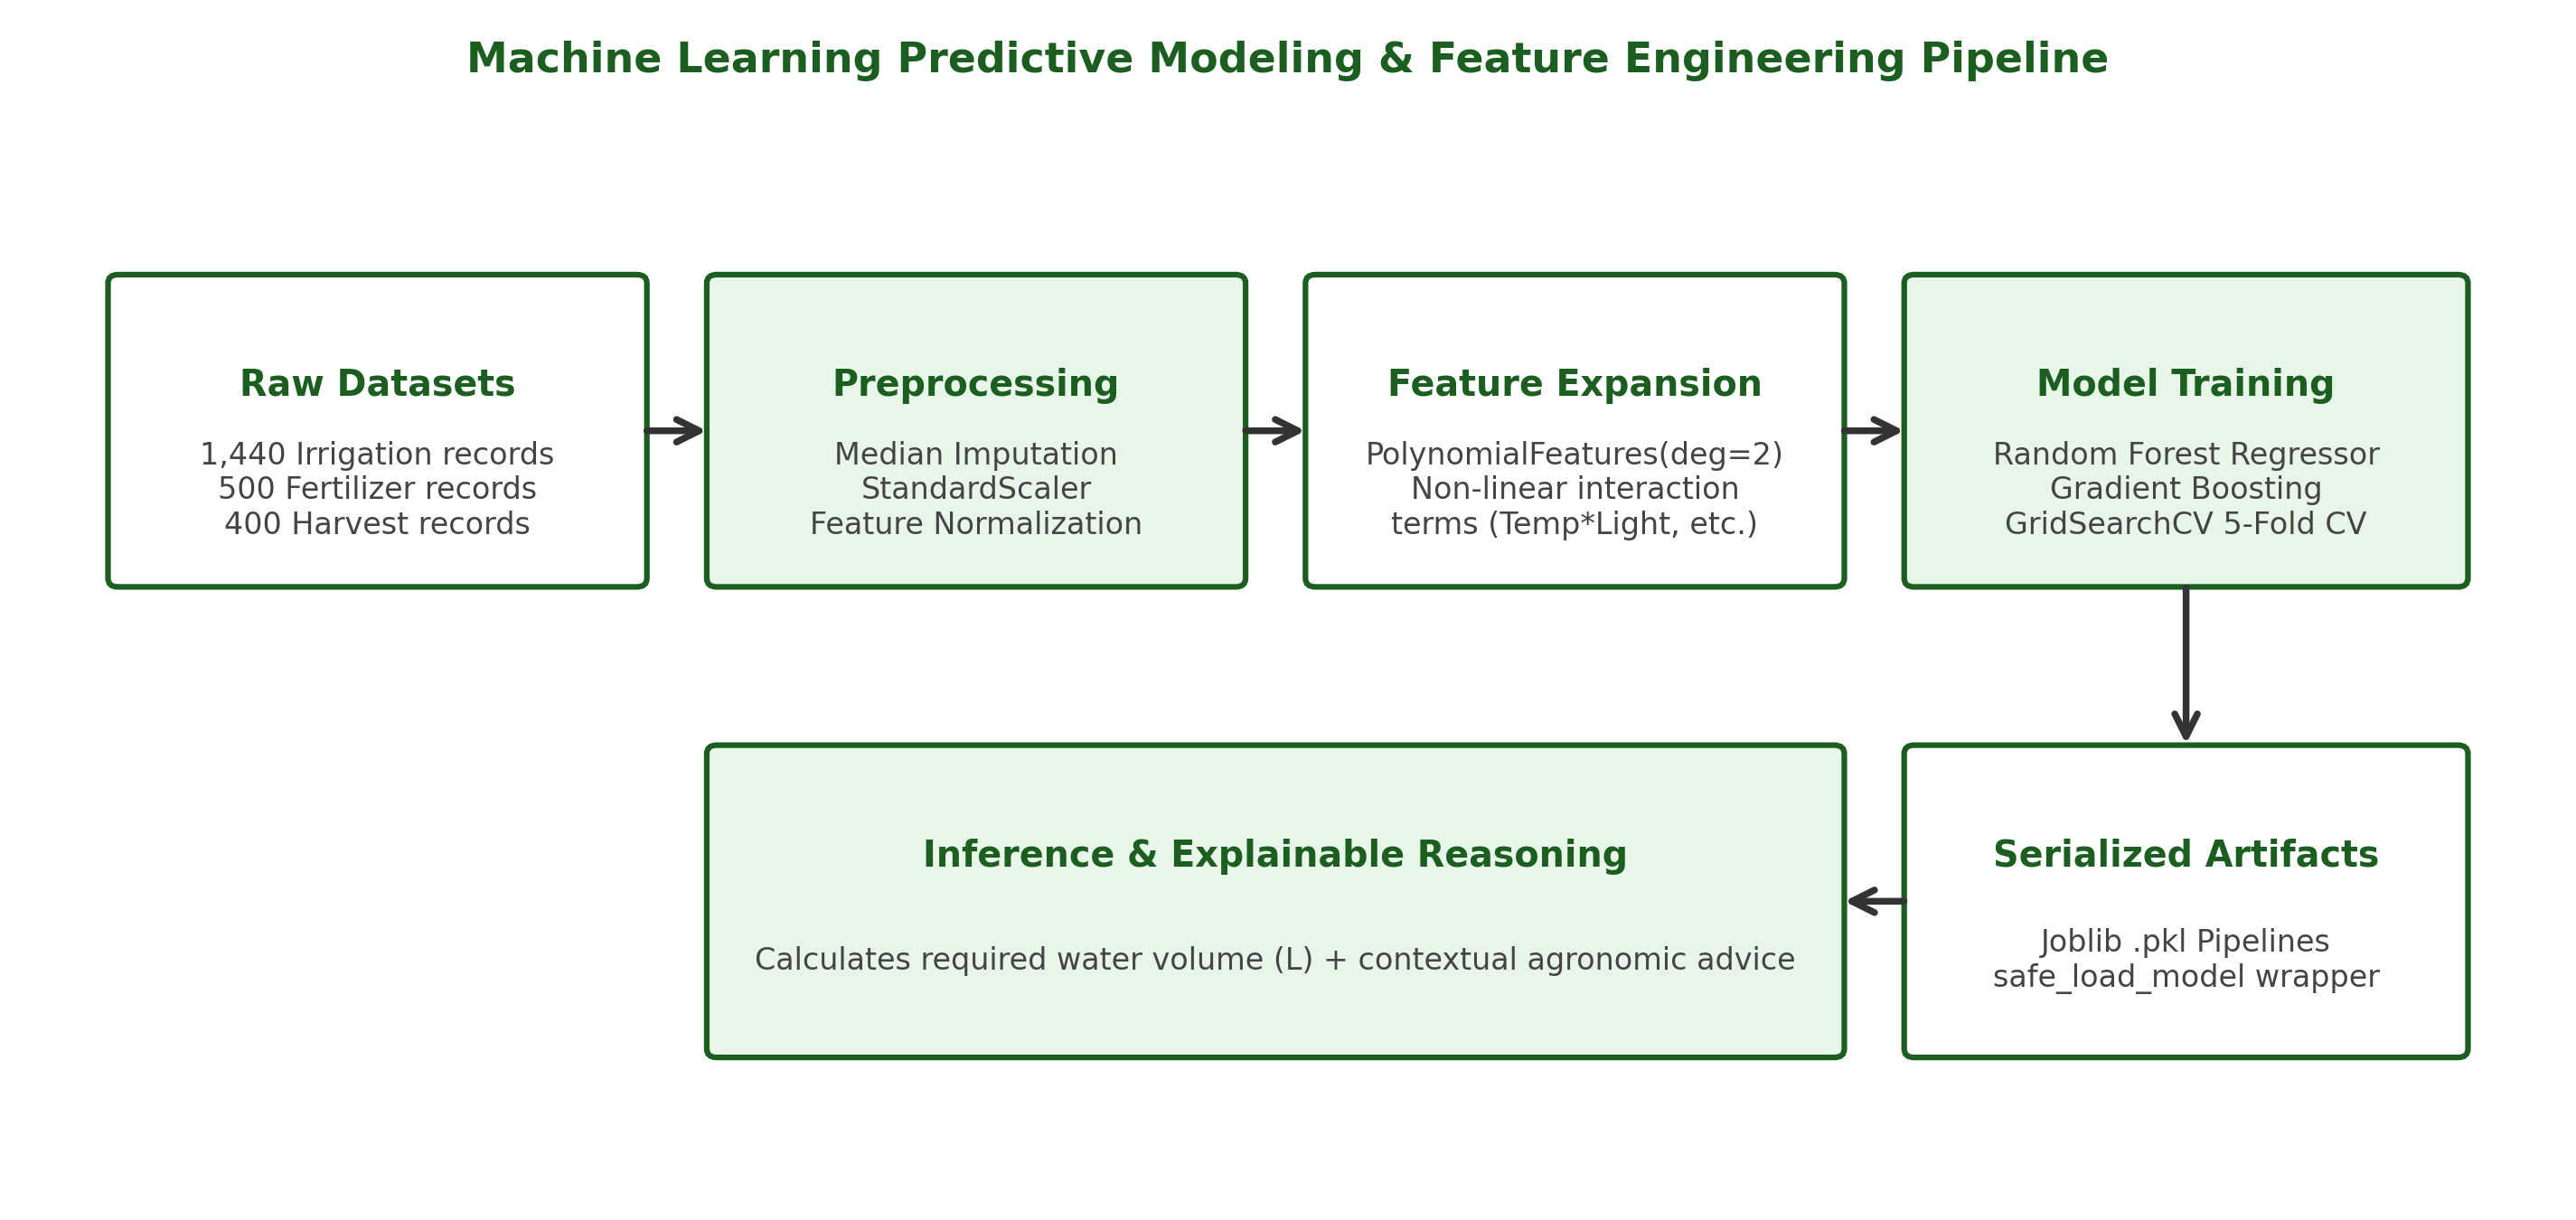 Machine Learning Predictive Modeling & Feature Engineering Pipeline
Raw Datasets
1,440 Irrigation records
500 Fertilizer records
400 Harvest records
Preprocessing
Median Imputation
StandardScaler
Feature Normalization
Feature Expansion
PolynomialFeatures(deg=2)
Non-linear interaction
terms (Temp*Light, etc.)
Model Training
Random Forest Regressor
Gradient Boosting
GridSearchCV 5-Fold CV
Serialized Artifacts
Joblib .pkl Pipelines
safe_load_model wrapper
Inference & Explainable Reasoning
Calculates required water volume (L) + contextual agronomic advice